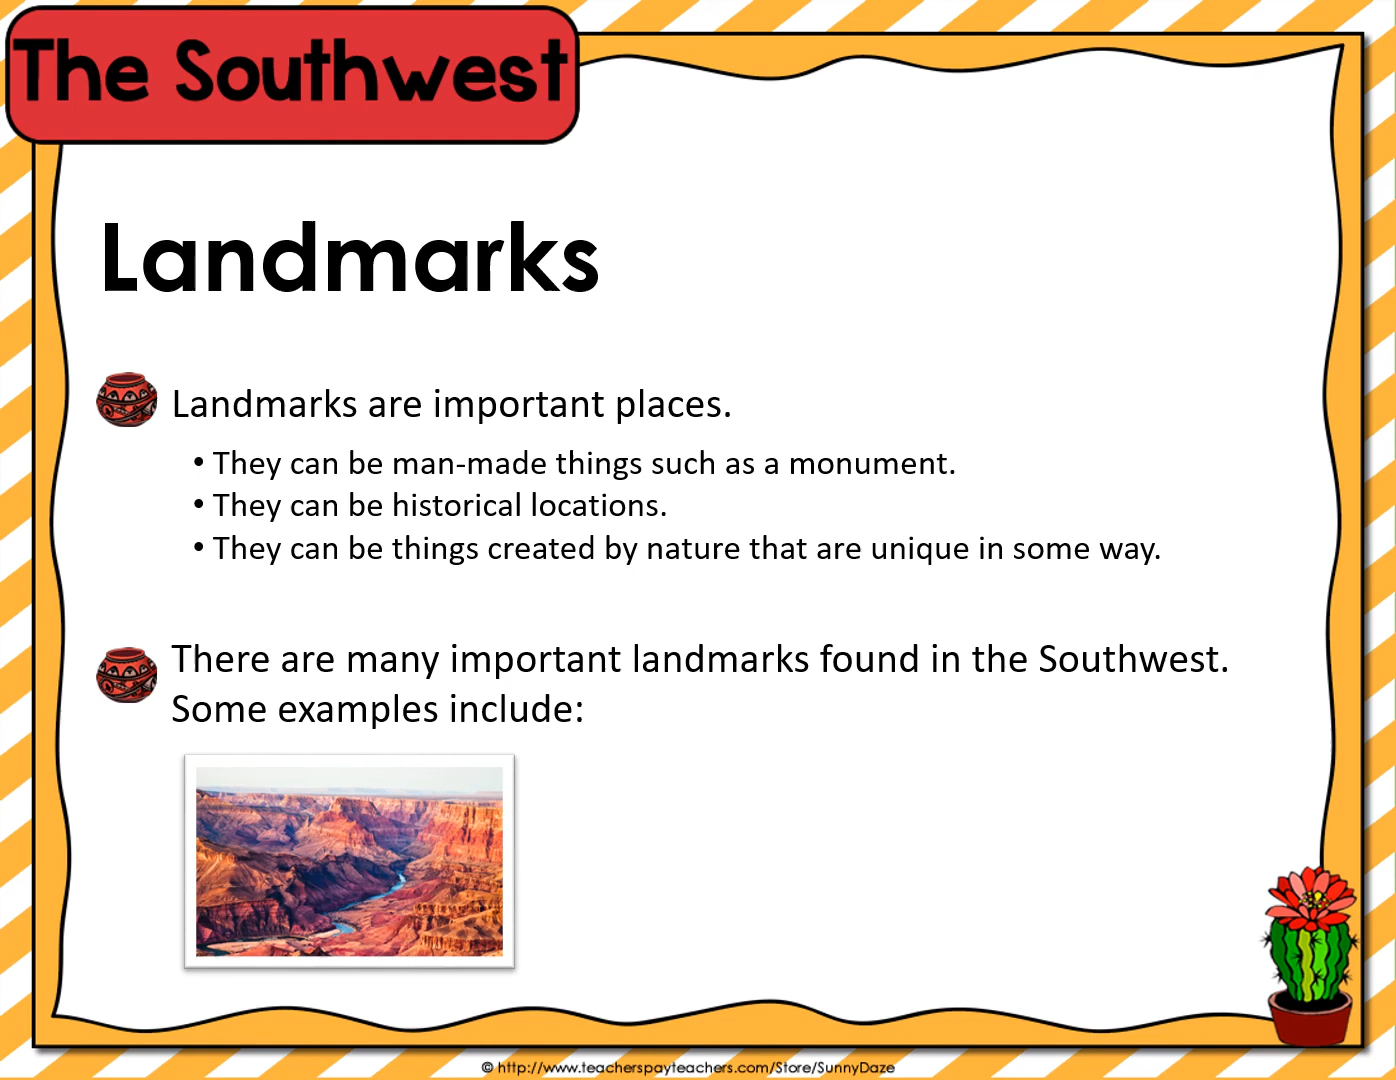 The Southwest
Landmarks
Landmarks are important places.
• They can be man-made things such as a monument.
• They can be historical locations.
• They can be things created by nature that are unique in some way.
There are many important landmarks found in the Southwest.
Some examples include:
© http://www.teacherspayteachers.com/Store/SunnyDaze